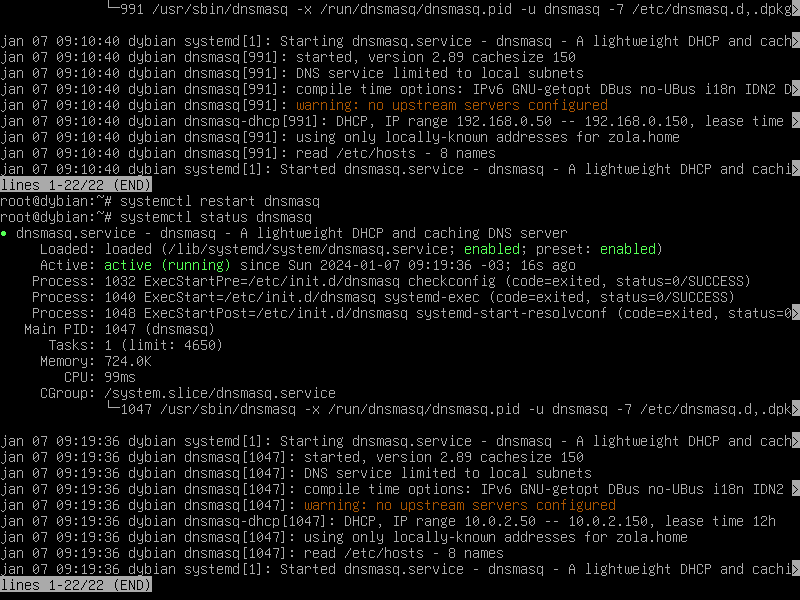 └─991 /usr/sbin/dnsmasq -x /run/dnsmasq/dnsmasq.pid -u dnsmasq -7 /etc/dnsmasq.d,.dpkg>
jan 07 09:10:40 dybian systemd[1]: Starting dnsmasq.service - dnsmasq - A lightweight DHCP and cach>
jan 07 09:10:40 dybian dnsmasq[991]: started, version 2.89 cachesize 150
jan 07 09:10:40 dybian dnsmasq[991]: DNS service limited to local subnets
jan 07 09:10:40 dybian dnsmasq[991]: compile time options: IPv6 GNU-getopt DBus no-UBus i18n IDN2 D>
jan 07 09:10:40 dybian dnsmasq[991]: warning: no upstream servers configured
jan 07 09:10:40 dybian dnsmasq-dhcp[991]: DHCP, IP range 192.168.0.50 -- 192.168.0.150, lease time >
jan 07 09:10:40 dybian dnsmasq[991]: using only locally-known addresses for zola.home
jan 07 09:10:40 dybian dnsmasq[991]: read /etc/hosts - 8 names
jan 07 09:10:40 dybian systemd[1]: Started dnsmasq.service - dnsmasq - A lightweight DHCP and cachi>
lines 1-22/22 (END)
root@dybian:~# systemctl restart dnsmasq
root@dybian:~# systemctl status dnsmasq
● dnsmasq.service - dnsmasq - A lightweight DHCP and caching DNS server
Loaded: loaded (/lib/systemd/system/dnsmasq.service; enabled; preset: enabled)
Active: active (running) since Sun 2024-01-07 09:19:36 -03; 16s ago
Process: 1032 ExecStartPre=/etc/init.d/dnsmasq checkconfig (code=exited, status=0/SUCCESS)
Process: 1040 ExecStart=/etc/init.d/dnsmasq systemd-exec (code=exited, status=0/SUCCESS)
Process: 1048 ExecStartPost=/etc/init.d/dnsmasq systemd-start-resolvconf (code=exited, status=0>
Main PID: 1047 (dnsmasq)
Tasks: 1 (limit: 4650)
Memory: 724.0K
CPU: 99ms
CGroup: /system.slice/dnsmasq.service
└─1047 /usr/sbin/dnsmasq -x /run/dnsmasq/dnsmasq.pid -u dnsmasq -7 /etc/dnsmasq.d,.dpk>
jan 07 09:19:36 dybian systemd[1]: Starting dnsmasq.service - dnsmasq - A lightweight DHCP and cach>
jan 07 09:19:36 dybian dnsmasq[1047]: started, version 2.89 cachesize 150
jan 07 09:19:36 dybian dnsmasq[1047]: DNS service limited to local subnets
jan 07 09:19:36 dybian dnsmasq[1047]: compile time options: IPv6 GNU-getopt DBus no-UBus i18n IDN2 >
jan 07 09:19:36 dybian dnsmasq[1047]: warning: no upstream servers configured
jan 07 09:19:36 dybian dnsmasq-dhcp[1047]: DHCP, IP range 10.0.2.50 -- 10.0.2.150, lease time 12h
jan 07 09:19:36 dybian dnsmasq[1047]: using only locally-known addresses for zola.home
jan 07 09:19:36 dybian dnsmasq[1047]: read /etc/hosts - 8 names
jan 07 09:19:36 dybian systemd[1]: Started dnsmasq.service - dnsmasq - A lightweight DHCP and cachi>
lines 1-22/22 (END)